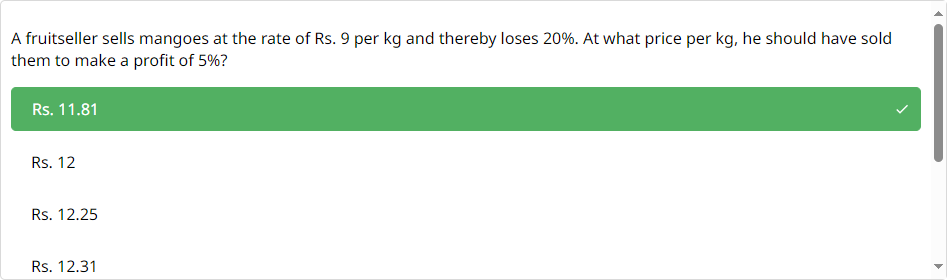 A fruitseller sells mangoes at the rate of Rs. 9 per kg and thereby loses 20%. At what price per kg, he should have sold
them to make a profit of 5%?
Rs. 11.81
Rs. 12
Rs. 12.25
Rs. 12.31